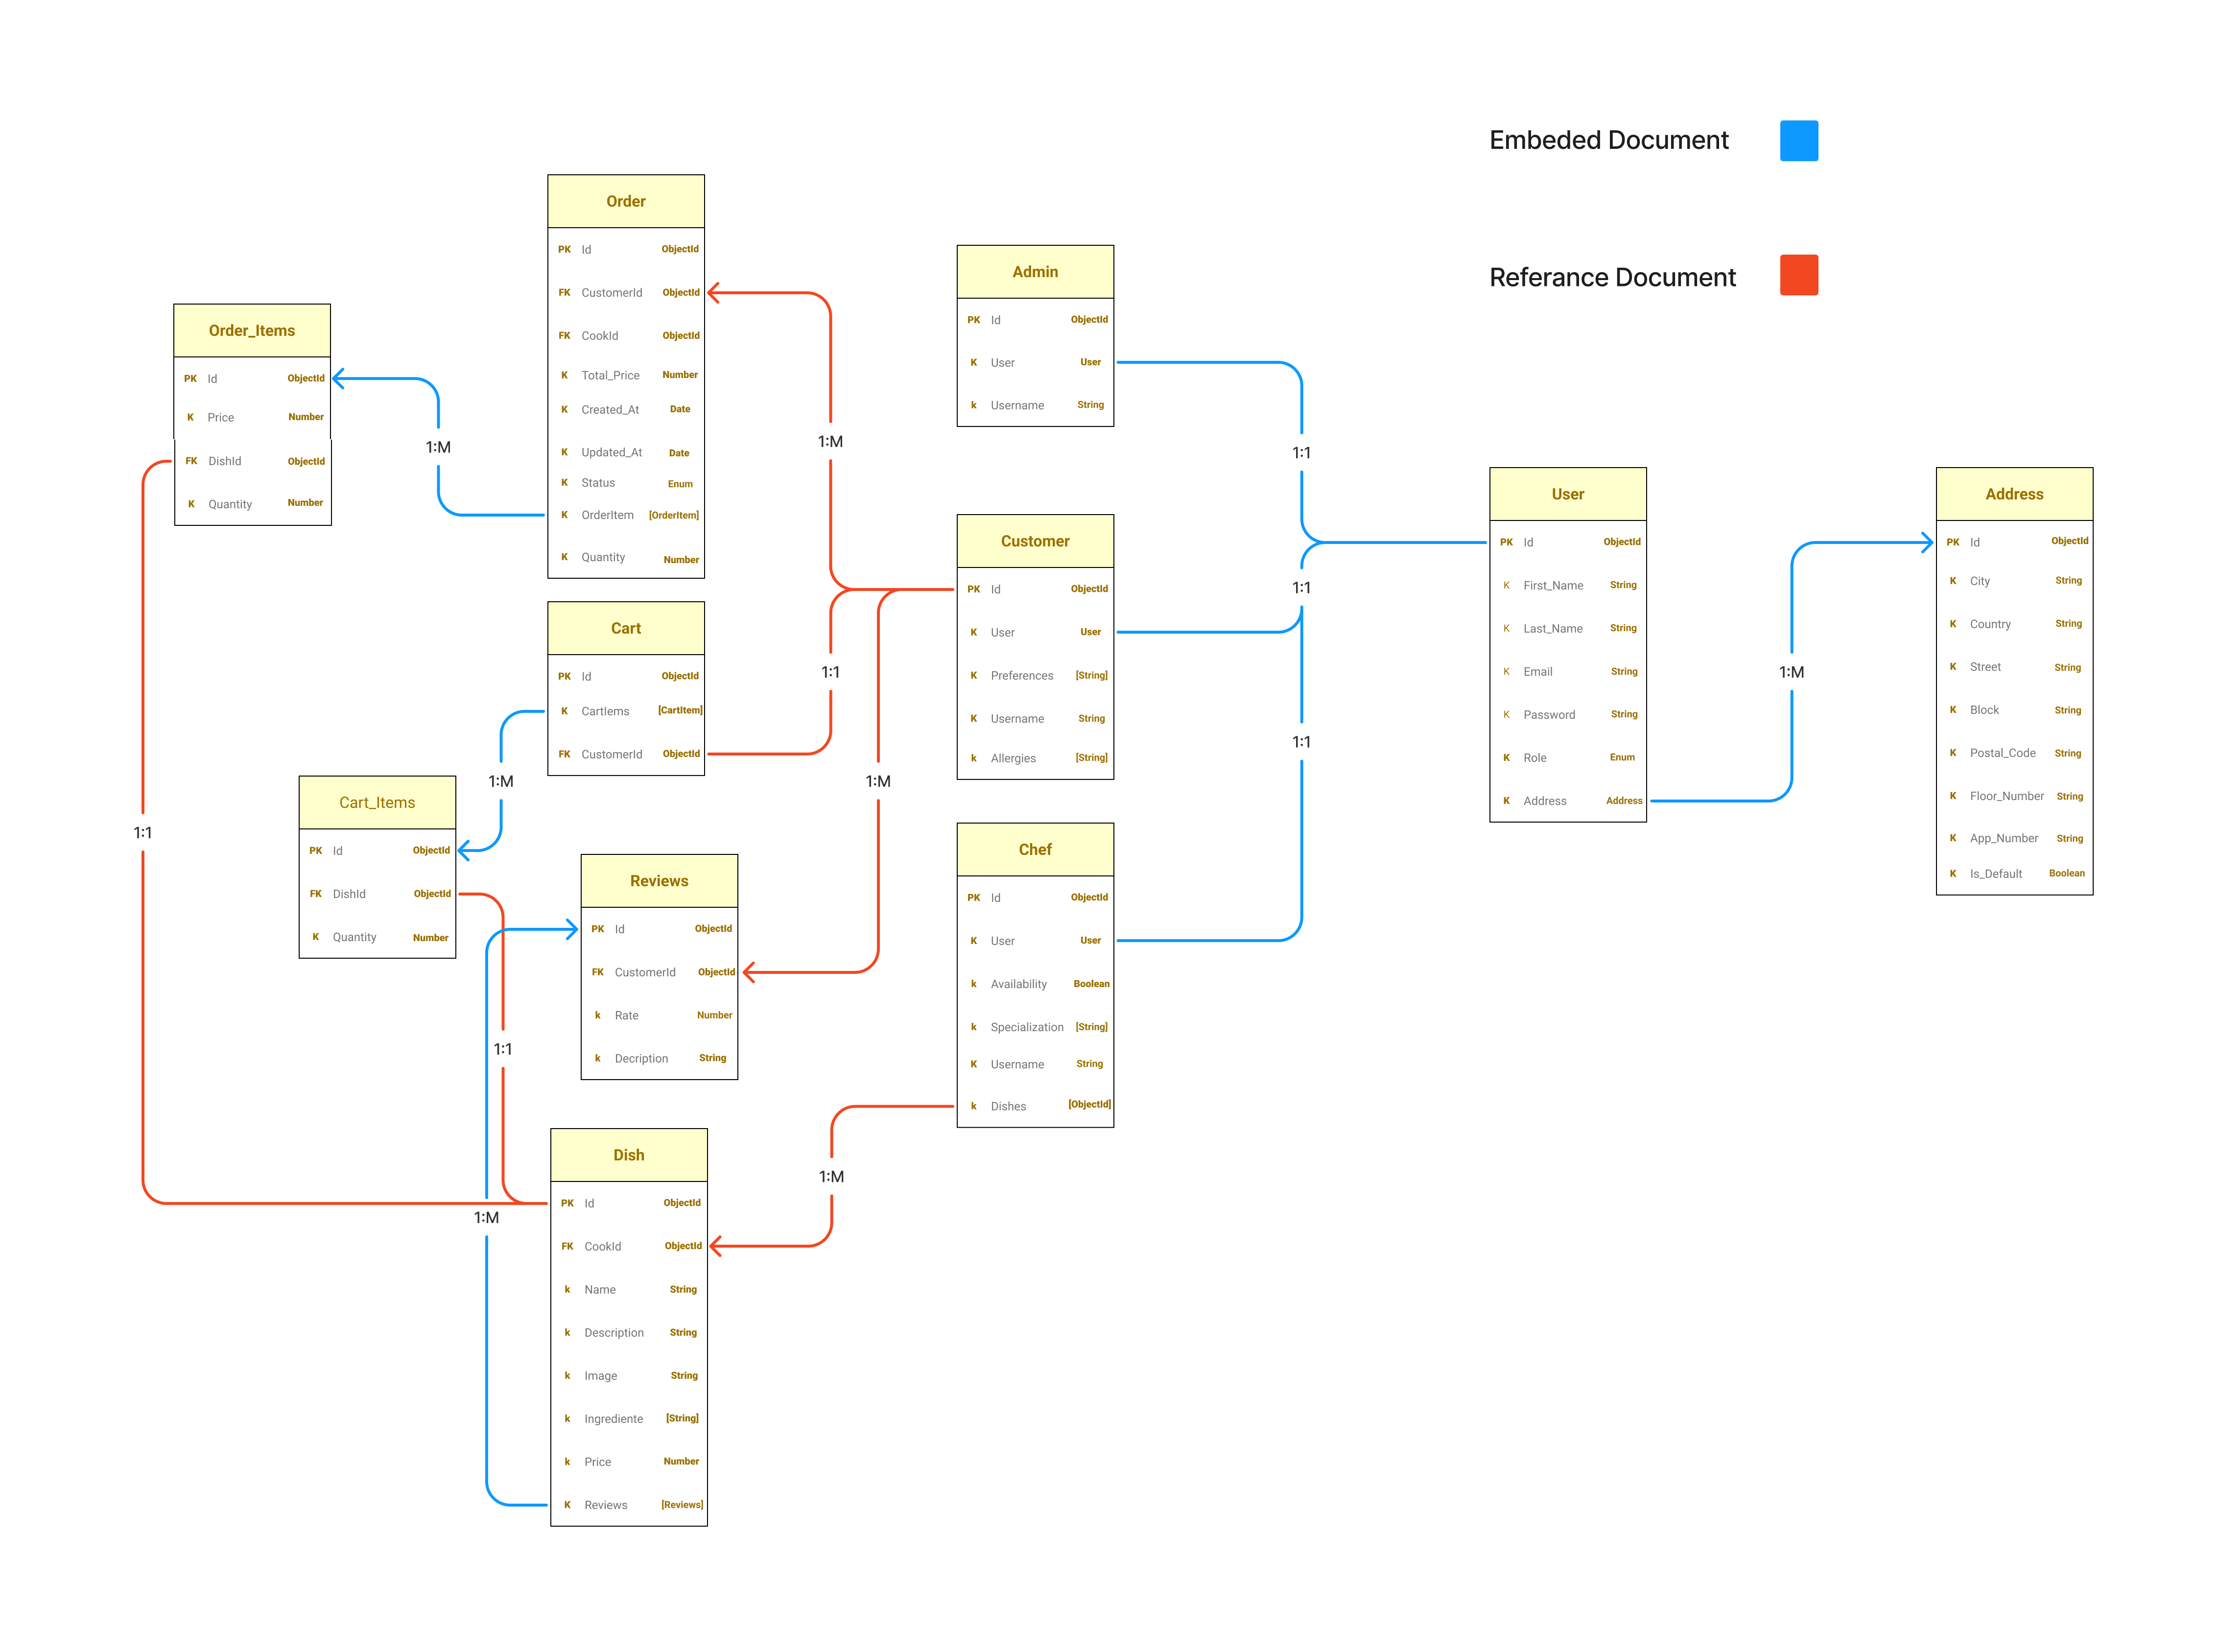 Embeded Document
Referance Document
Order
PK Id ObjectId
FK CustomerId ObjectId
FK CookId ObjectId
K Total_Price Number
K Created_At Date
K Updated_At Date
K Status Enum
K OrderItem [OrderItem]
K Quantity Number
Order_Items
PK Id ObjectId
K Price Number
FK DishId ObjectId
K Quantity Number
Admin
PK Id ObjectId
K User User
k Username String
Customer
PK Id ObjectId
K User User
K Preferences [String]
K Username String
k Allergies [String]
User
PK Id ObjectId
K First_Name String
K Last_Name String
K Email String
K Password String
K Role Enum
K Address Address
Address
PK Id ObjectId
K City String
K Country String
K Street String
K Block String
K Postal_Code String
K Floor_Number String
K App_Number String
K Is_Default Boolean
Cart
PK Id ObjectId
K CartIems [CartItem]
FK CustomerId ObjectId
Cart_Items
PK Id ObjectId
FK DishId ObjectId
K Quantity Number
Reviews
PK Id ObjectId
FK CustomerId ObjectId
k Rate Number
k Decription String
Chef
PK Id ObjectId
K User User
k Availability Boolean
k Specialization [String]
K Username String
k Dishes [ObjectId]
Dish
PK Id ObjectId
FK CookId ObjectId
k Name String
k Description String
k Image String
k Ingrediente [String]
k Price Number
K Reviews [Reviews]
1:M
1:M
1:1
1:1
1:M
1:1
1:1
1:M
1:M
1:1
1:1
1:M
1:M